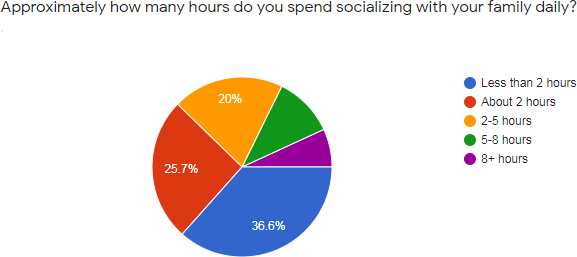 Approximately how many hours do you spend socializing with your family daily?
20%
25.7%
36.6%
Less than 2 hours
About 2 hours
2-5 hours
5-8 hours
8+ hours